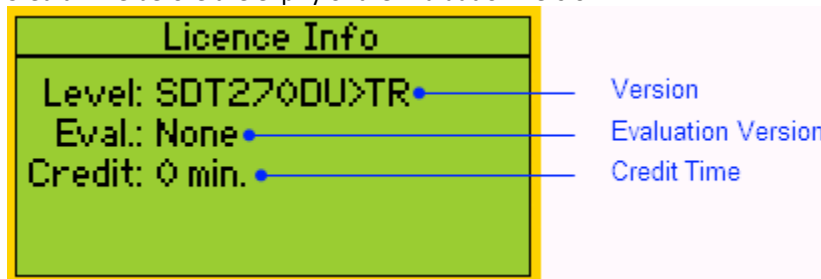 Licence Info
Level: SDT270DU>TR Version
Eval.: None Evaluation Version
Credit: 0 min. Credit Time